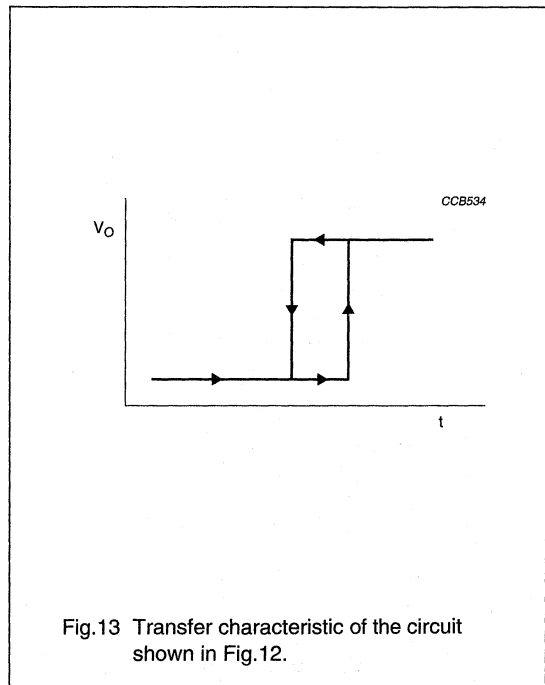 CCB534
VO
t
Fig.13 Transfer characteristic of the circuit
shown in Fig.12.